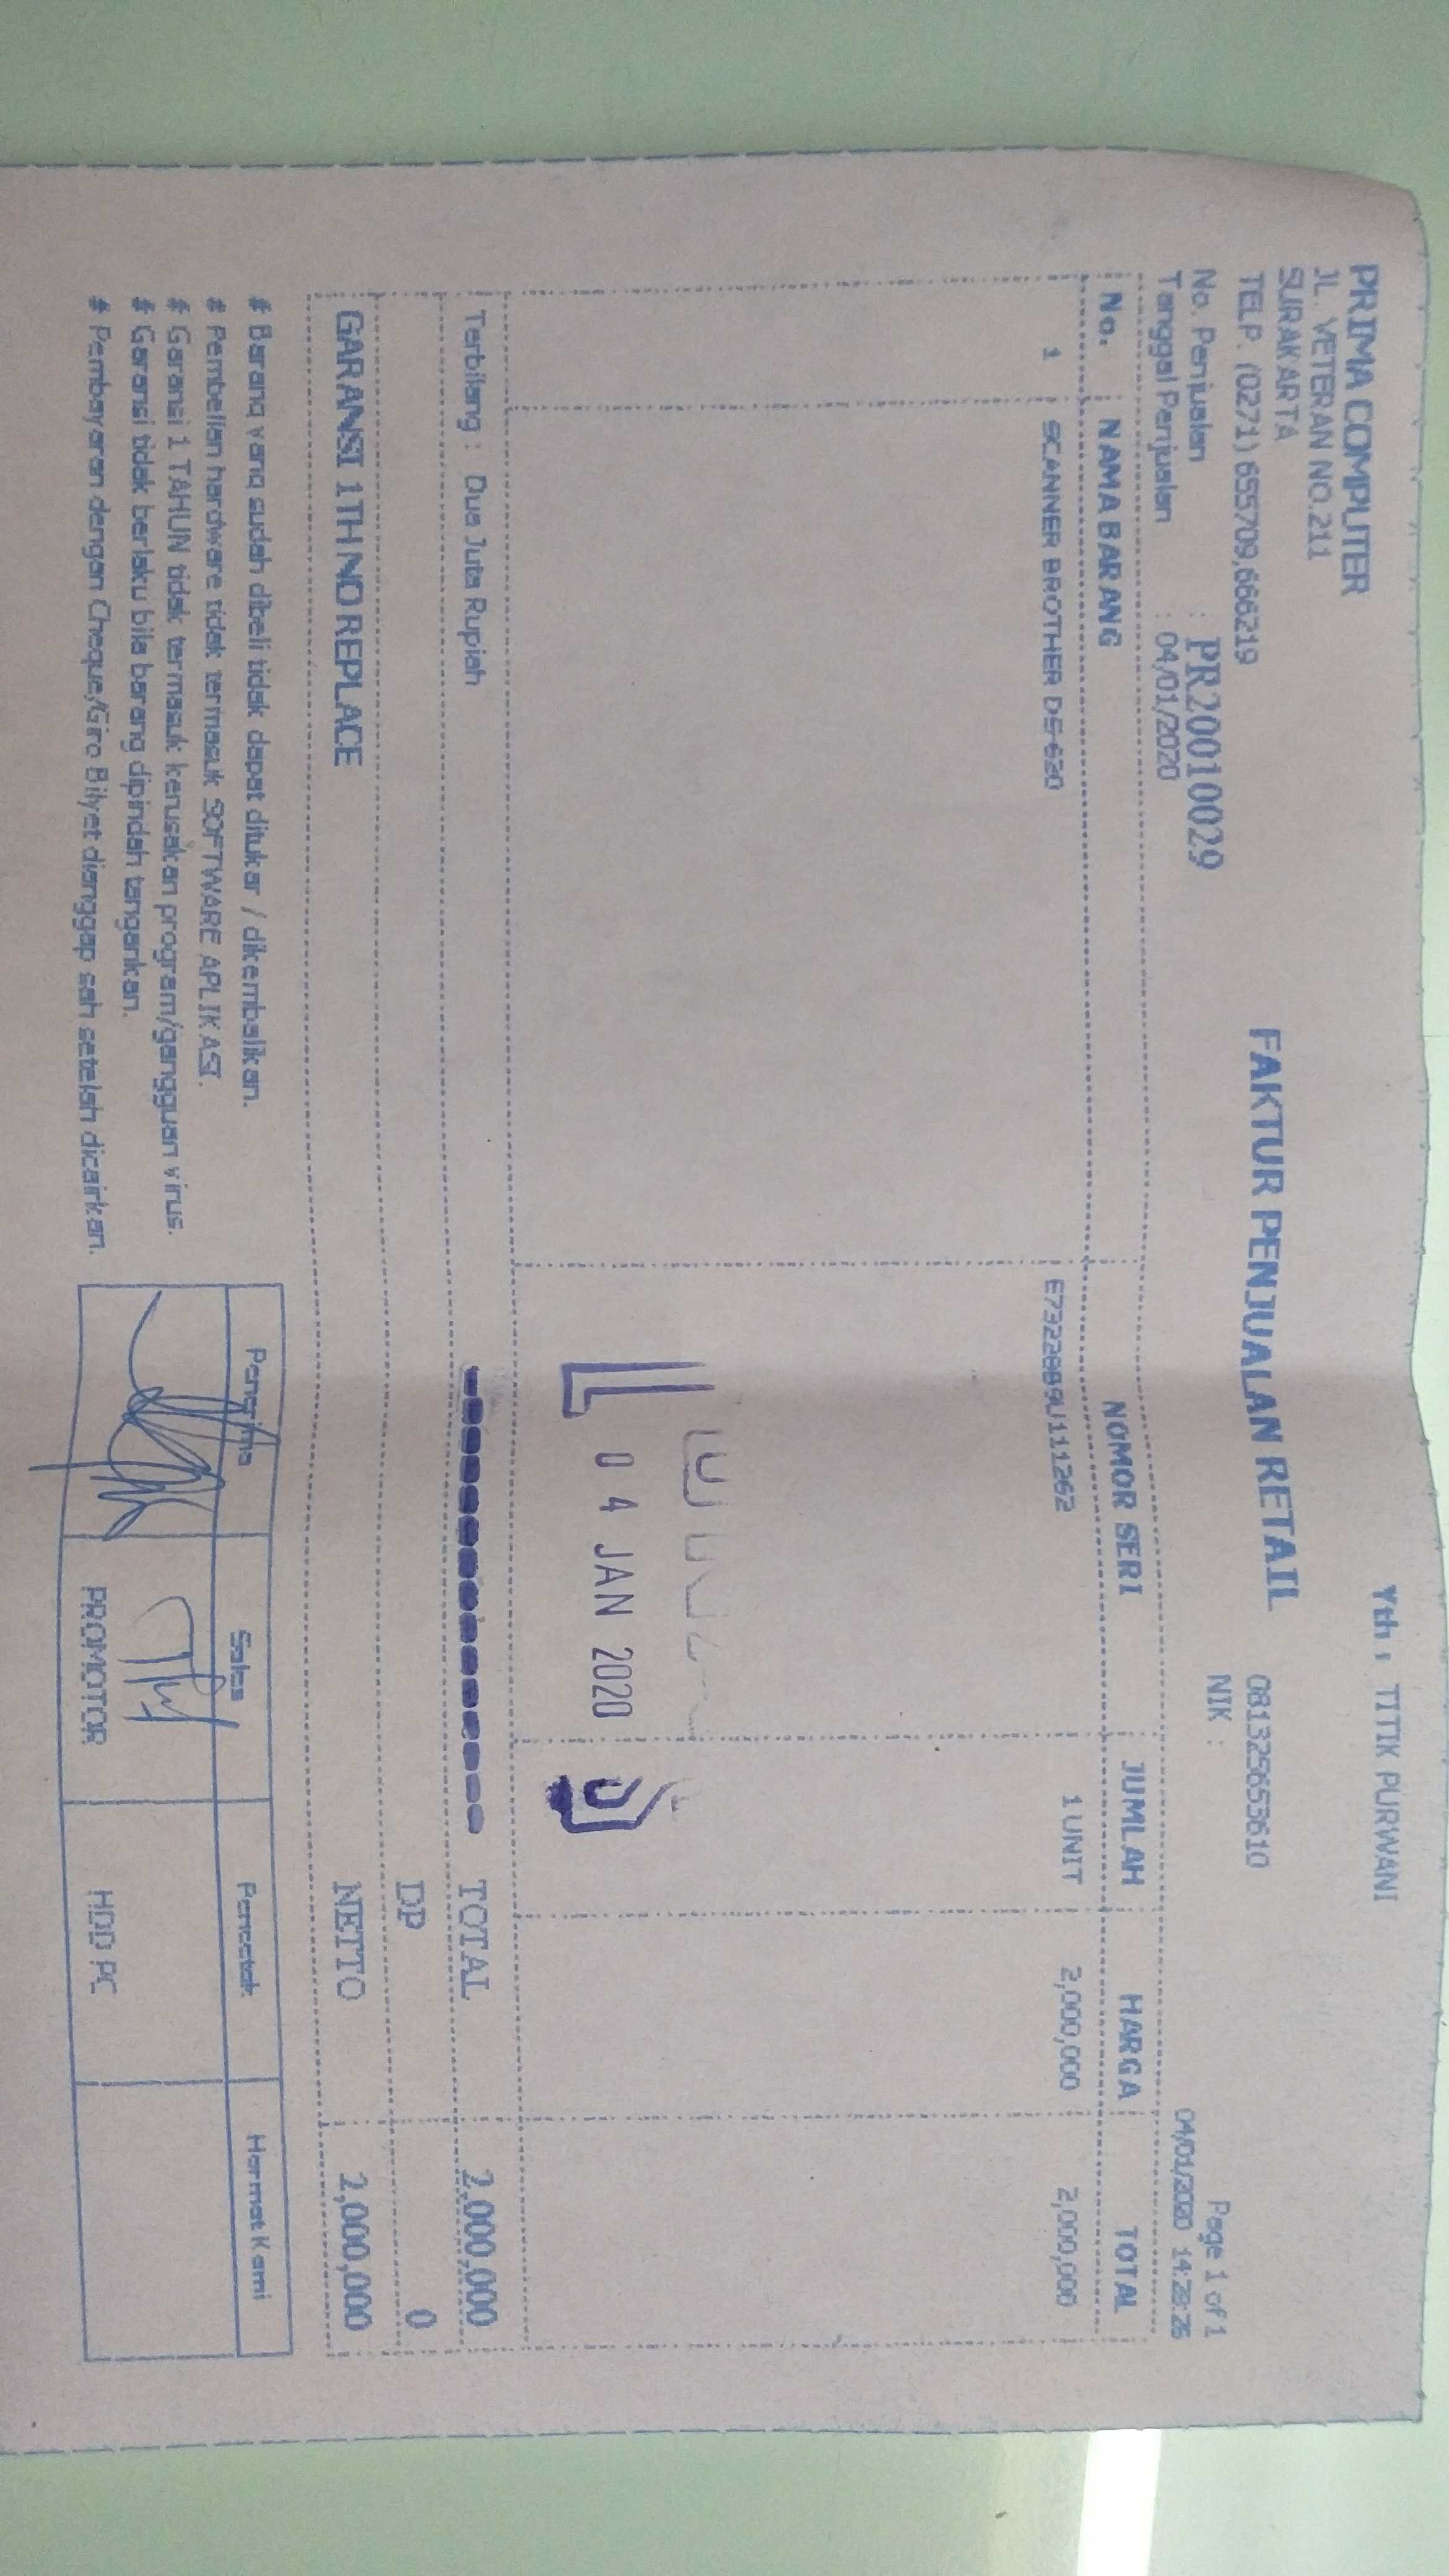 PRIMA COMPUTER
JL. VETERAN NO.211
SURAKARTA
TELP. (0271) 655709,666219
Yth : TITIK PURWANI
081325653610
NIK :
FAKTUR PENJUALAN RETAIL
No. Penjualan : PR20010029
Tanggal Penjualan : 04/01/2020
Page 1 of 1
04/01/2020 14:28:26
No. NAMA BARANG NOMOR SERI JUMLAH HARGA TOTAL
1 SCANNER BROTHER DS-620 E73228B9U111262 1 UNIT 2,000,000 2,000,000
04 JAN 2020
Terbilang : Dua Juta Rupiah TOTAL 2,000,000
DP 0
GARANSI 1TH NO REPLACE NETTO 2,000,000
# Barang yang sudah dibeli tidak dapat ditukar / dikembalikan.
# Pembelian hardware tidak termasuk SOFTWARE APLIKASI.
# Garansi 1 TAHUN tidak termasuk kerusakan program/gangguan virus.
# Garansi tidak berlaku bila barang dipindah tangankan.
# Pembayaran dengan Cheque/Giro Bilyet dianggap sah setelah dicairkan.
Penerima Sales Pencetak Hormat Kami
PROMOTOR HDD PC